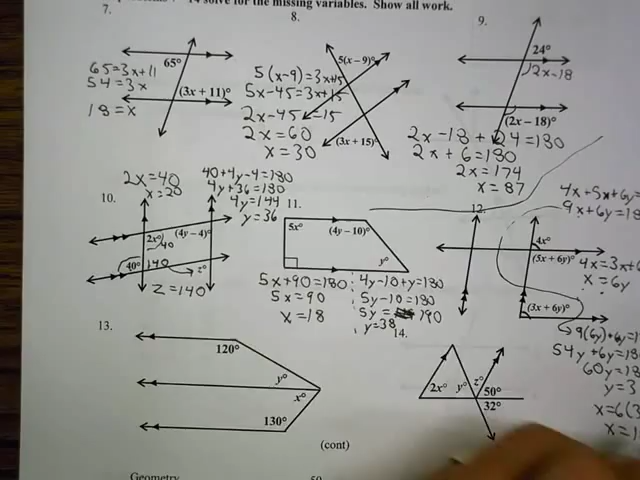 14 solve for the missing variables. Show all work.
7.
65°
(3x + 11)°
65=3x+11
54=3x
18=x
8.
5(x – 9)°
(3x + 15)°
5(x-9)=3x+15
5x-45=3x+15
2x-45=15
2x=60
x=30
9.
24°
2x-18
(2x – 18)°
2x-18+24=180
2x+6=180
2x=174
x=87
10.
2x=40
x=20
40+4y-4=180
4y+36=180
4y=144
y=36
2x°
40
(4y – 4)°
40°
140
z°
z=140
11.
5x°
(4y – 10)°
y°
5x+90=180
5x=90
x=18
4y-10+y=180
5y-10=180
5y=190
y=38
12.
4x+5x+6y=
9x+6y=18
4x°
(5x + 6y)°
(3x + 6y)°
4x=3x+6
x=6y
9(6y)+6y=1
54y+6y=18
60y=18
y=3
x=6(3
x=1
13.
120°
y°
x°
130°
14.
2x°
y°
z°
50°
32°
(cont)
Geometry